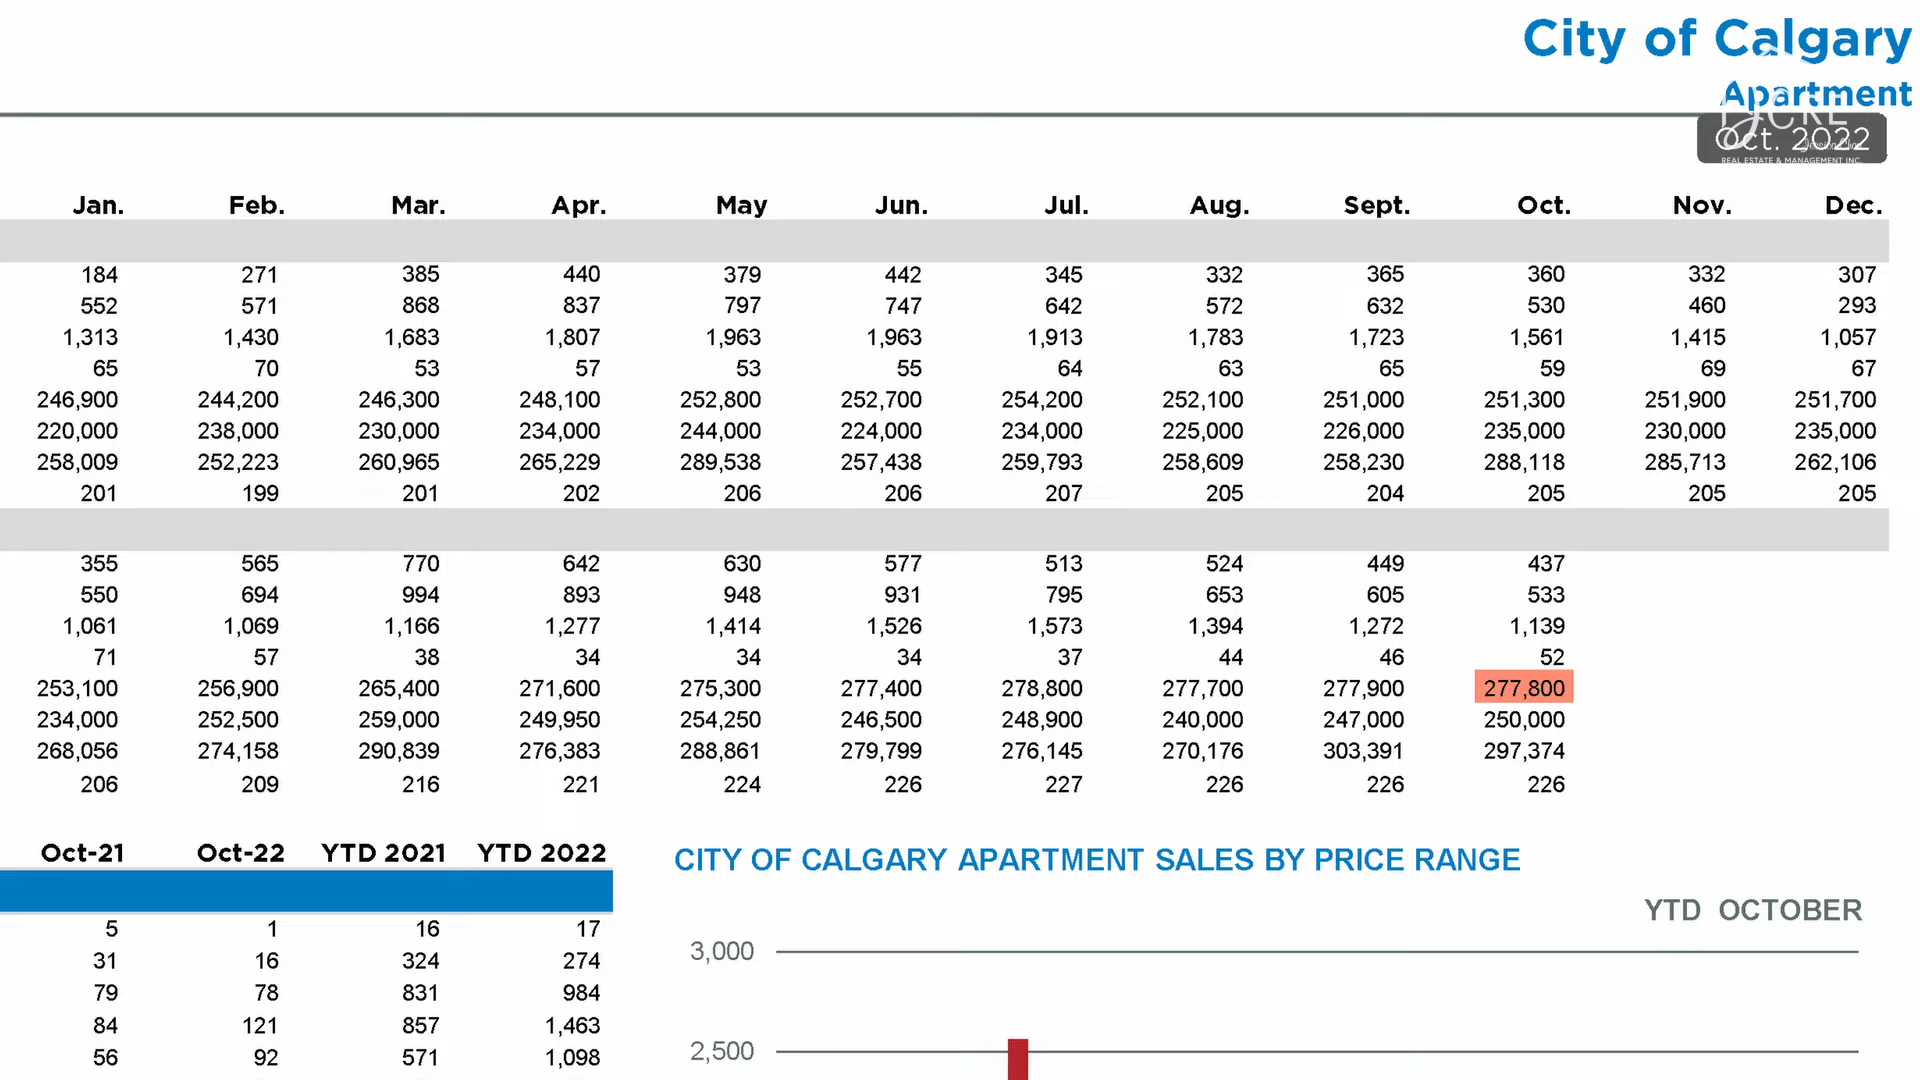 City of Calgary
Apartment
Oct. 2022
REAL ESTATE & MANAGEMENT INC.
Jan. Feb. Mar. Apr. May Jun. Jul. Aug. Sept. Oct. Nov. Dec.
184 271 385 440 379 442 345 332 365 360 332 307
552 571 868 837 797 747 642 572 632 530 460 293
1,313 1,430 1,683 1,807 1,963 1,963 1,913 1,783 1,723 1,561 1,415 1,057
65 70 53 57 53 55 64 63 65 59 69 67
246,900 244,200 246,300 248,100 252,800 252,700 254,200 252,100 251,000 251,300 251,900 251,700
220,000 238,000 230,000 234,000 244,000 224,000 234,000 225,000 226,000 235,000 230,000 235,000
258,009 252,223 260,965 265,229 289,538 257,438 259,793 258,609 258,230 288,118 285,713 262,106
201 199 201 202 206 206 207 205 204 205 205 205
355 565 770 642 630 577 513 524 449 437
550 694 994 893 948 931 795 653 605 533
1,061 1,069 1,166 1,277 1,414 1,526 1,573 1,394 1,272 1,139
71 57 38 34 34 34 37 44 46 52
253,100 256,900 265,400 271,600 275,300 277,400 278,800 277,700 277,900 277,800
234,000 252,500 259,000 249,950 254,250 246,500 248,900 240,000 247,000 250,000
268,056 274,158 290,839 276,383 288,861 279,799 276,145 270,176 303,391 297,374
206 209 216 221 224 226 227 226 226 226
Oct-21 Oct-22 YTD 2021 YTD 2022
5 1 16 17
31 16 324 274
79 78 831 984
84 121 857 1,463
56 92 571 1,098
CITY OF CALGARY APARTMENT SALES BY PRICE RANGE
YTD OCTOBER
3,000
2,500